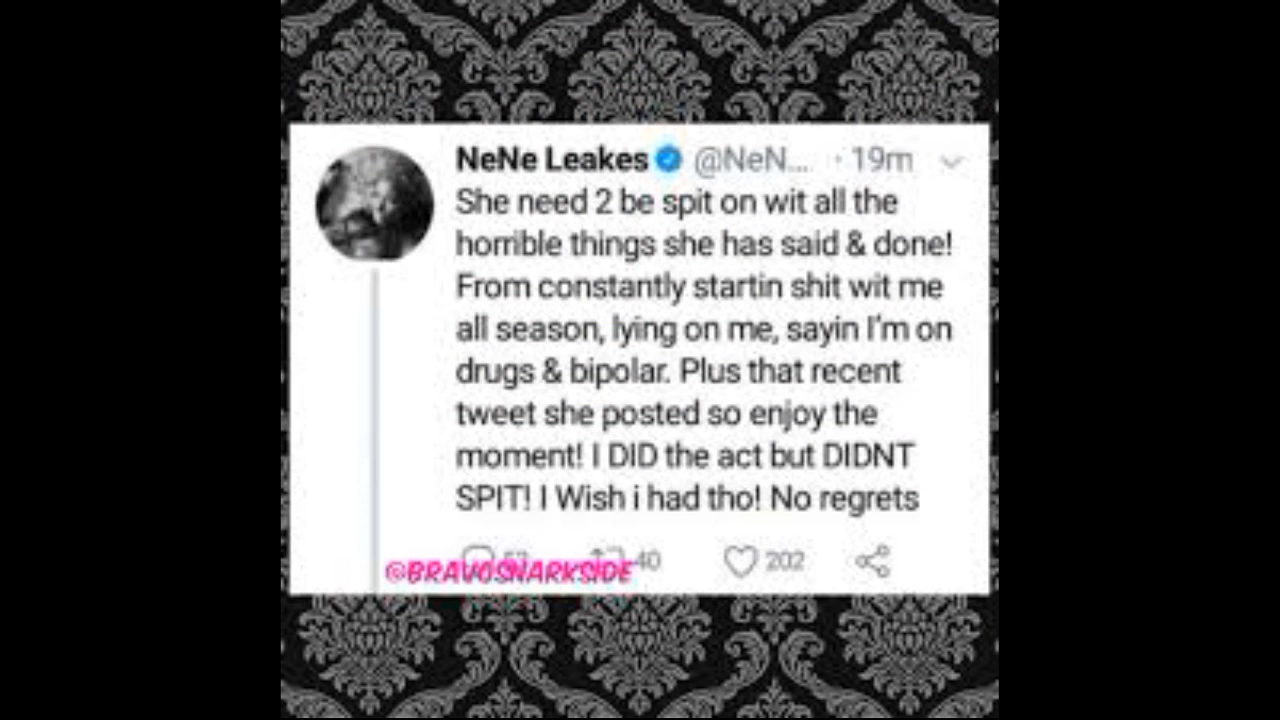 NeNe Leakes @NeN... · 19m
She need 2 be spit on wit all the
horrible things she has said & done!
From constantly startin shit wit me
all season, lying on me, sayin I'm on
drugs & bipolar. Plus that recent
tweet she posted so enjoy the
moment! I DID the act but DIDNT
SPIT! I Wish i had tho! No regrets
40 202
@BRAVOSNARKSIDE